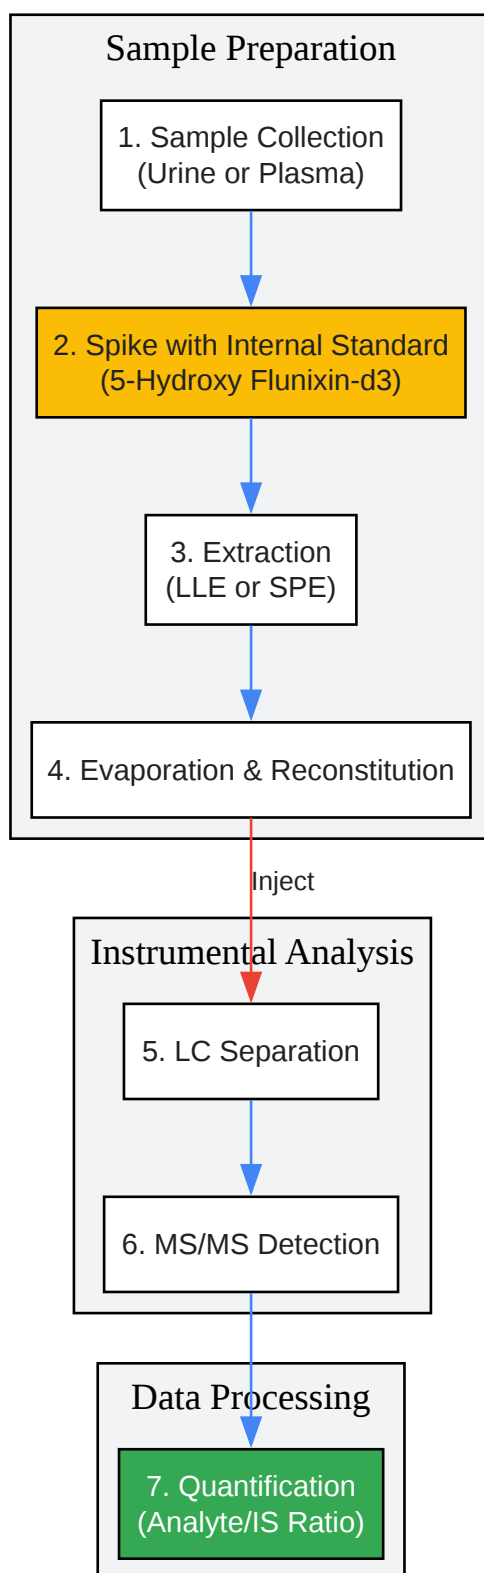 Sample Preparation
1. Sample Collection
(Urine or Plasma)
2. Spike with Internal Standard
(5-Hydroxy Flunixin-d3)
3. Extraction
(LLE or SPE)
4. Evaporation & Reconstitution
Inject
Instrumental Analysis
5. LC Separation
6. MS/MS Detection
Data Processing
7. Quantification
(Analyte/IS Ratio)